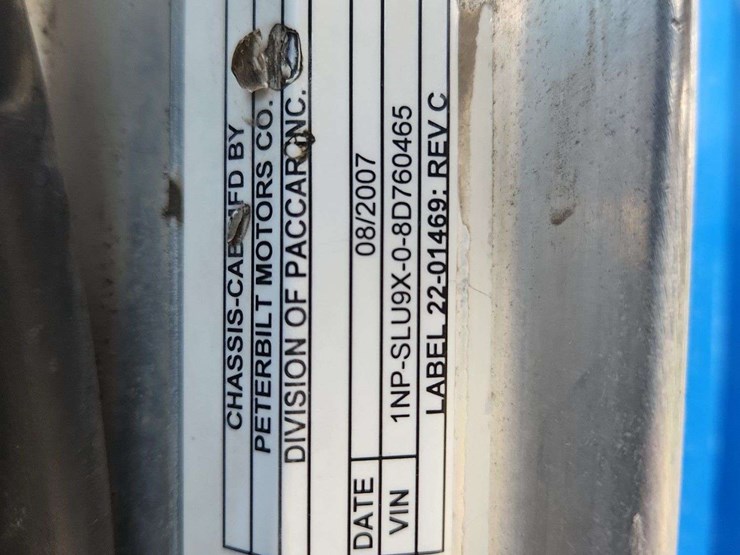 CHASSIS-CAB MFD BY
PETERBILT MOTORS CO.
DIVISION OF PACCAR INC.
DATE 08/2007
VIN 1NP-SLU9X-0-8D760465
LABEL 22-01469: REV C